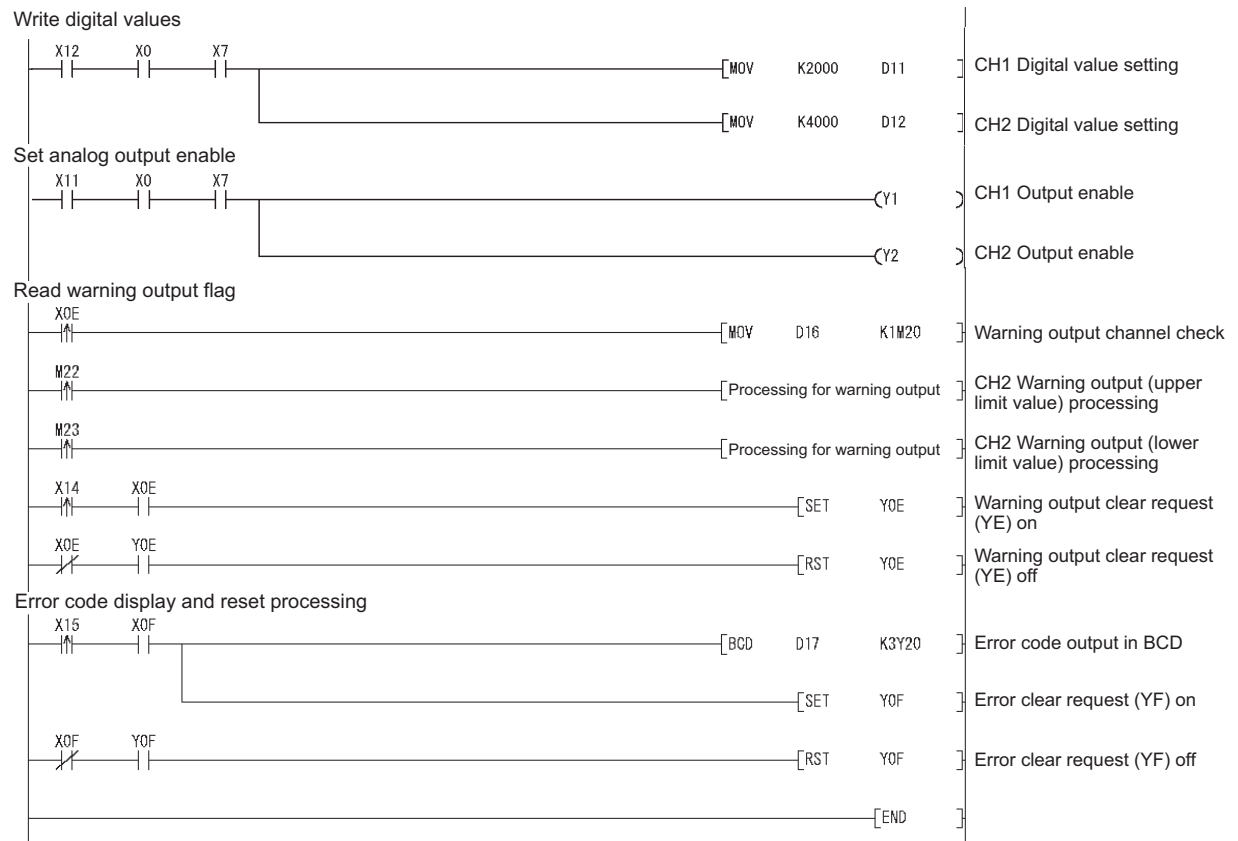 Write digital values
X12 X0 X7
MOV K2000 D11 CH1 Digital value setting
MOV K4000 D12 CH2 Digital value setting
Set analog output enable
X11 X0 X7
Y1 CH1 Output enable
Y2 CH2 Output enable
Read warning output flag
X0E
MOV D16 K1M20 Warning output channel check
M22
Processing for warning output CH2 Warning output (upper
limit value) processing
M23
Processing for warning output CH2 Warning output (lower
limit value) processing
X14 X0E
SET Y0E Warning output clear request
(YE) on
X0E Y0E
RST Y0E Warning output clear request
(YE) off
Error code display and reset processing
X15 X0F
BCD D17 K3Y20 Error code output in BCD
SET Y0F Error clear request (YF) on
X0F Y0F
RST Y0F Error clear request (YF) off
END